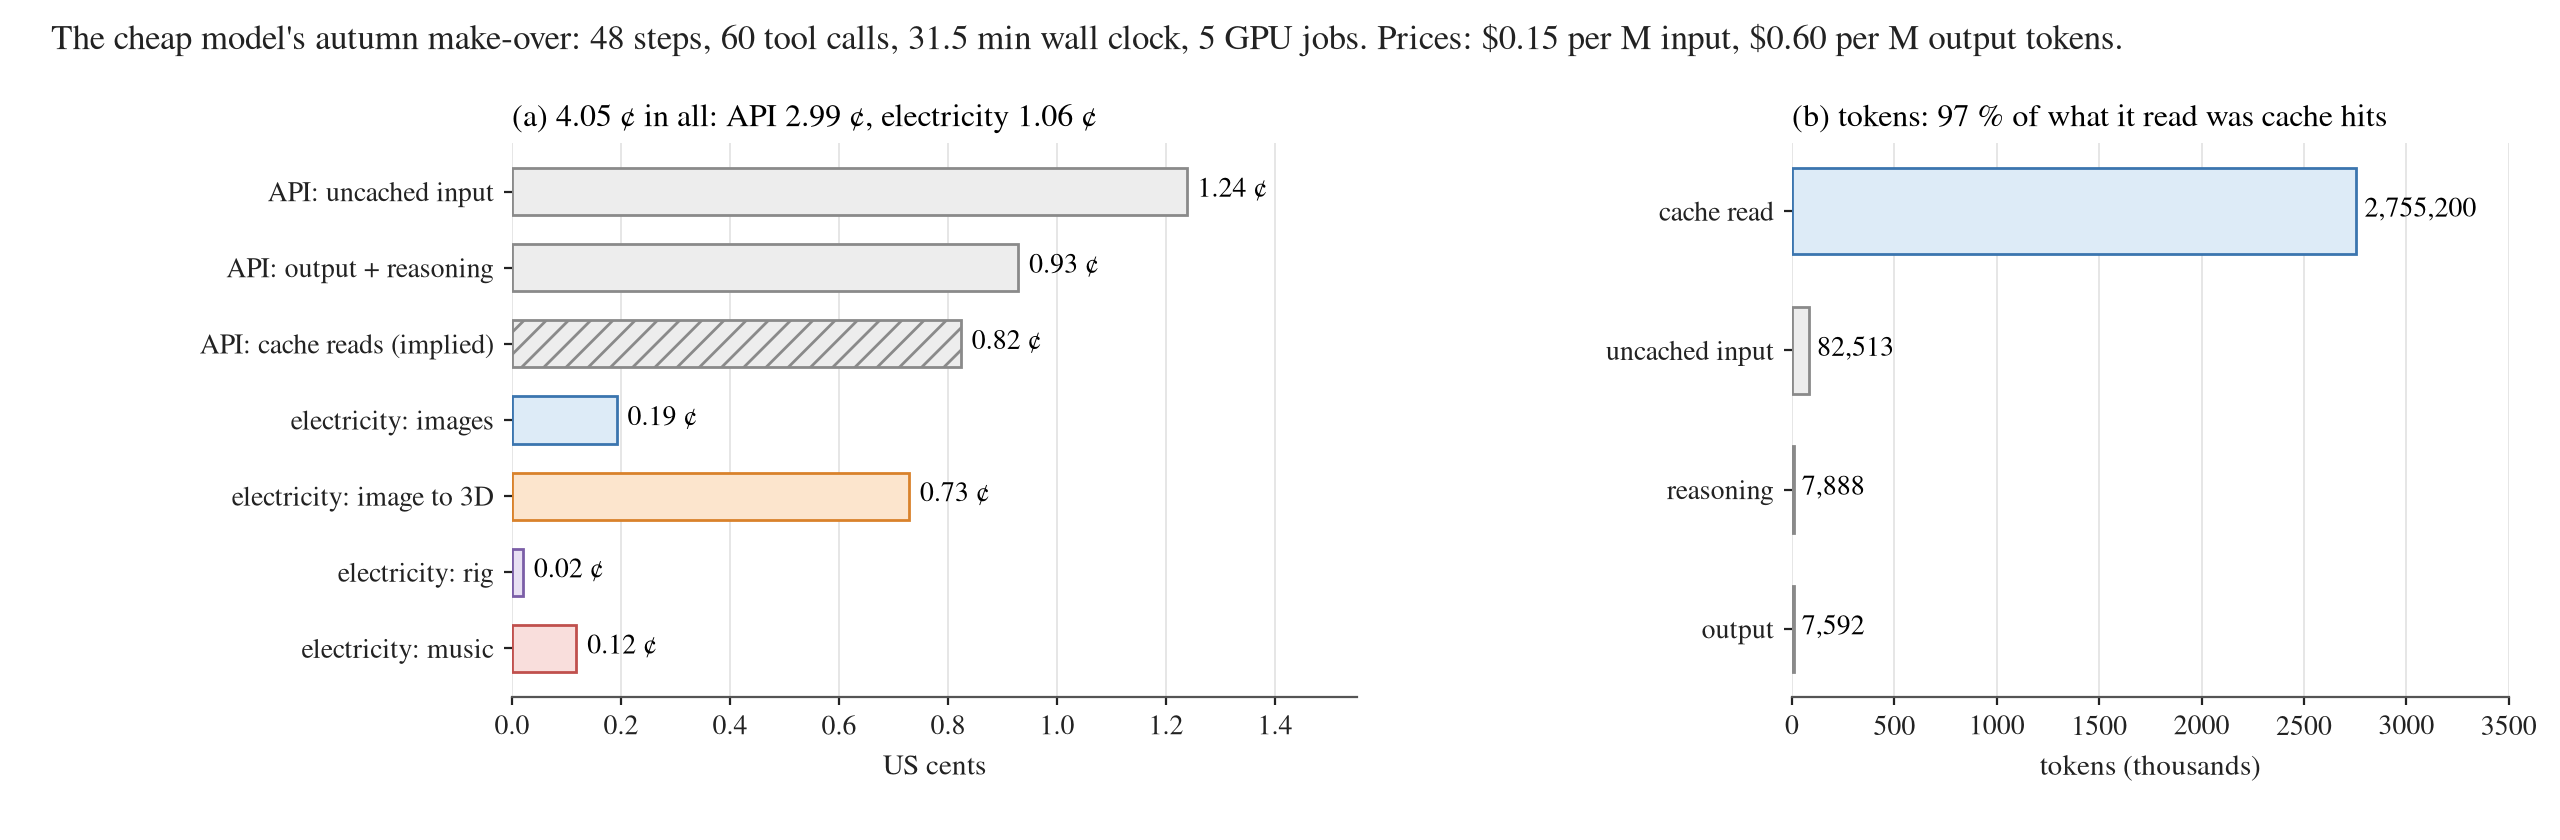 The cheap model's autumn make-over: 48 steps, 60 tool calls, 31.5 min wall clock, 5 GPU jobs. Prices: $0.15 per M input, $0.60 per M output tokens.
(a) 4.05 ¢ in all: API 2.99 ¢, electricity 1.06 ¢
API: uncached input
1.24 ¢
API: output + reasoning
0.93 ¢
API: cache reads (implied)
0.82 ¢
electricity: images
0.19 ¢
electricity: image to 3D
0.73 ¢
electricity: rig
0.02 ¢
electricity: music
0.12 ¢
0.0 0.2 0.4 0.6 0.8 1.0 1.2 1.4
US cents
(b) tokens: 97 % of what it read was cache hits
cache read
2,755,200
uncached input
82,513
reasoning
7,888
output
7,592
0 500 1000 1500 2000 2500 3000 3500
tokens (thousands)